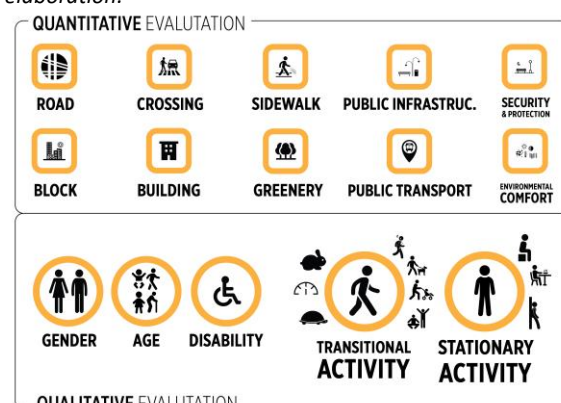 elaboration.
QUANTITATIVE EVALUTATION
ROAD CROSSING SIDEWALK PUBLIC INFRASTRUC. SECURITY
& PROTECTION
BLOCK BUILDING GREENERY PUBLIC TRANSPORT ENVIRONMENTAL
COMFORT
GENDER AGE DISABILITY TRANSITIONAL
ACTIVITY
STATIONARY
ACTIVITY
QUALITATIVE EVALUTATION